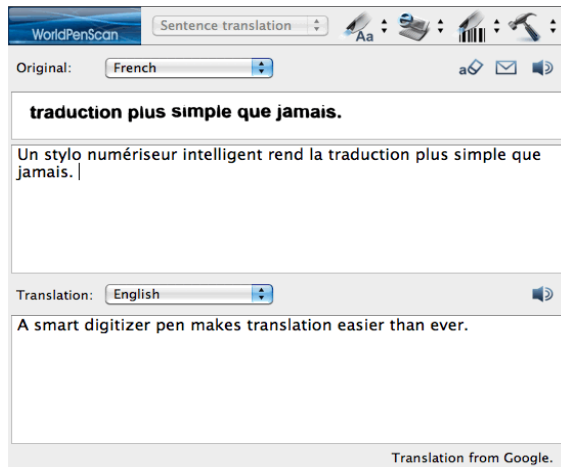 WorldPenScan
Sentence translation
Aa
Original: French
a
traduction plus simple que jamais.
Un stylo numériseur intelligent rend la traduction plus simple que
jamais.
Translation: English
A smart digitizer pen makes translation easier than ever.
Translation from Google.